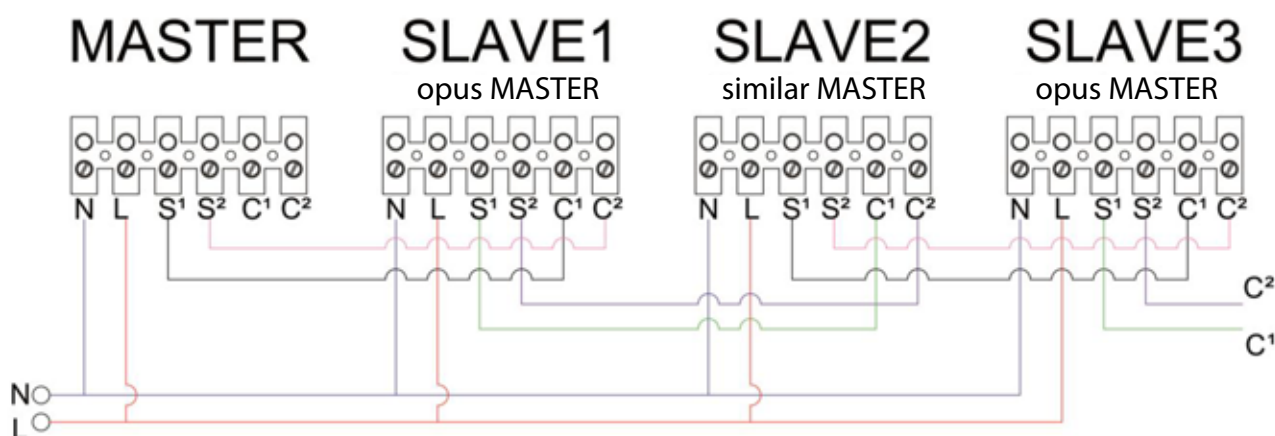 MASTER SLAVE1 SLAVE2 SLAVE3
opus MASTER similar MASTER opus MASTER
N L S¹ S² C¹ C² N L S¹ S² C¹ C² N L S¹ S² C¹ C² N L S¹ S² C¹ C²
C²
C¹
N
L